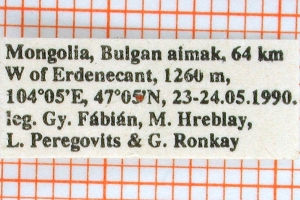 Mongolia, Bulgan aimak, 64 km
W of Erdenecant, 1260 m,
104°05'E, 47°05'N, 23-24.05.1990.
leg. Gy. Fábián, M. Hreblay,
L. Peregovits & G. Ronkay